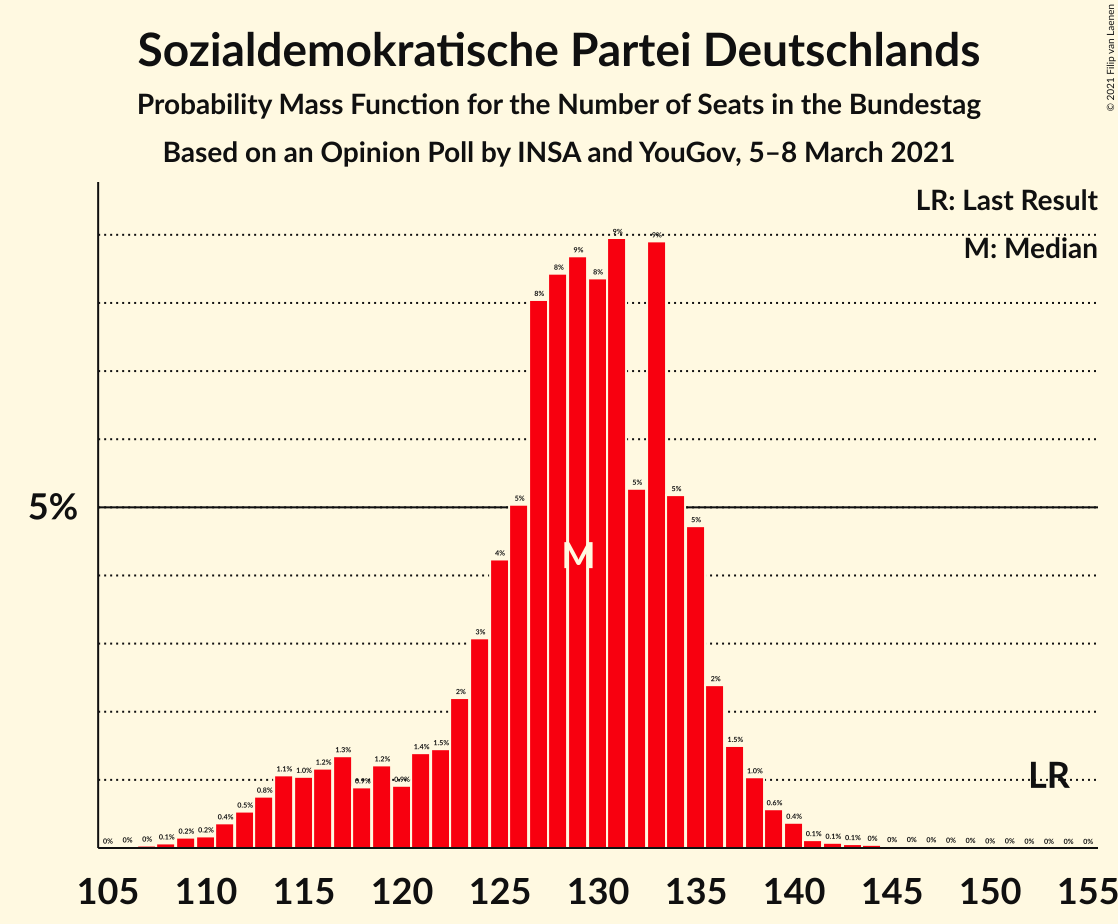 Sozialdemokratische Partei Deutschlands
Probability Mass Function for the Number of Seats in the Bundestag
Based on an Opinion Poll by INSA and YouGov, 5–8 March 2021
© 2021 Filip van Laenen
LR: Last Result
M: Median
5%
0% 0% 0% 0.1% 0.2% 0.2% 0.4% 0.5% 0.8% 1.1% 1.0% 1.2% 1.3% 0.9% 1.2% 0.9% 1.4% 1.5% 2% 3% 4% 5% 8% 8% 9% 8% 9% 5% 9% 5% 5% 2% 1.5% 1.0% 0.6% 0.4% 0.1% 0.1% 0.1% 0% 0% 0% 0% 0% 0% 0% 0% 0% 0% 0% 0%
M
LR
105 110 115 120 125 130 135 140 145 150 155